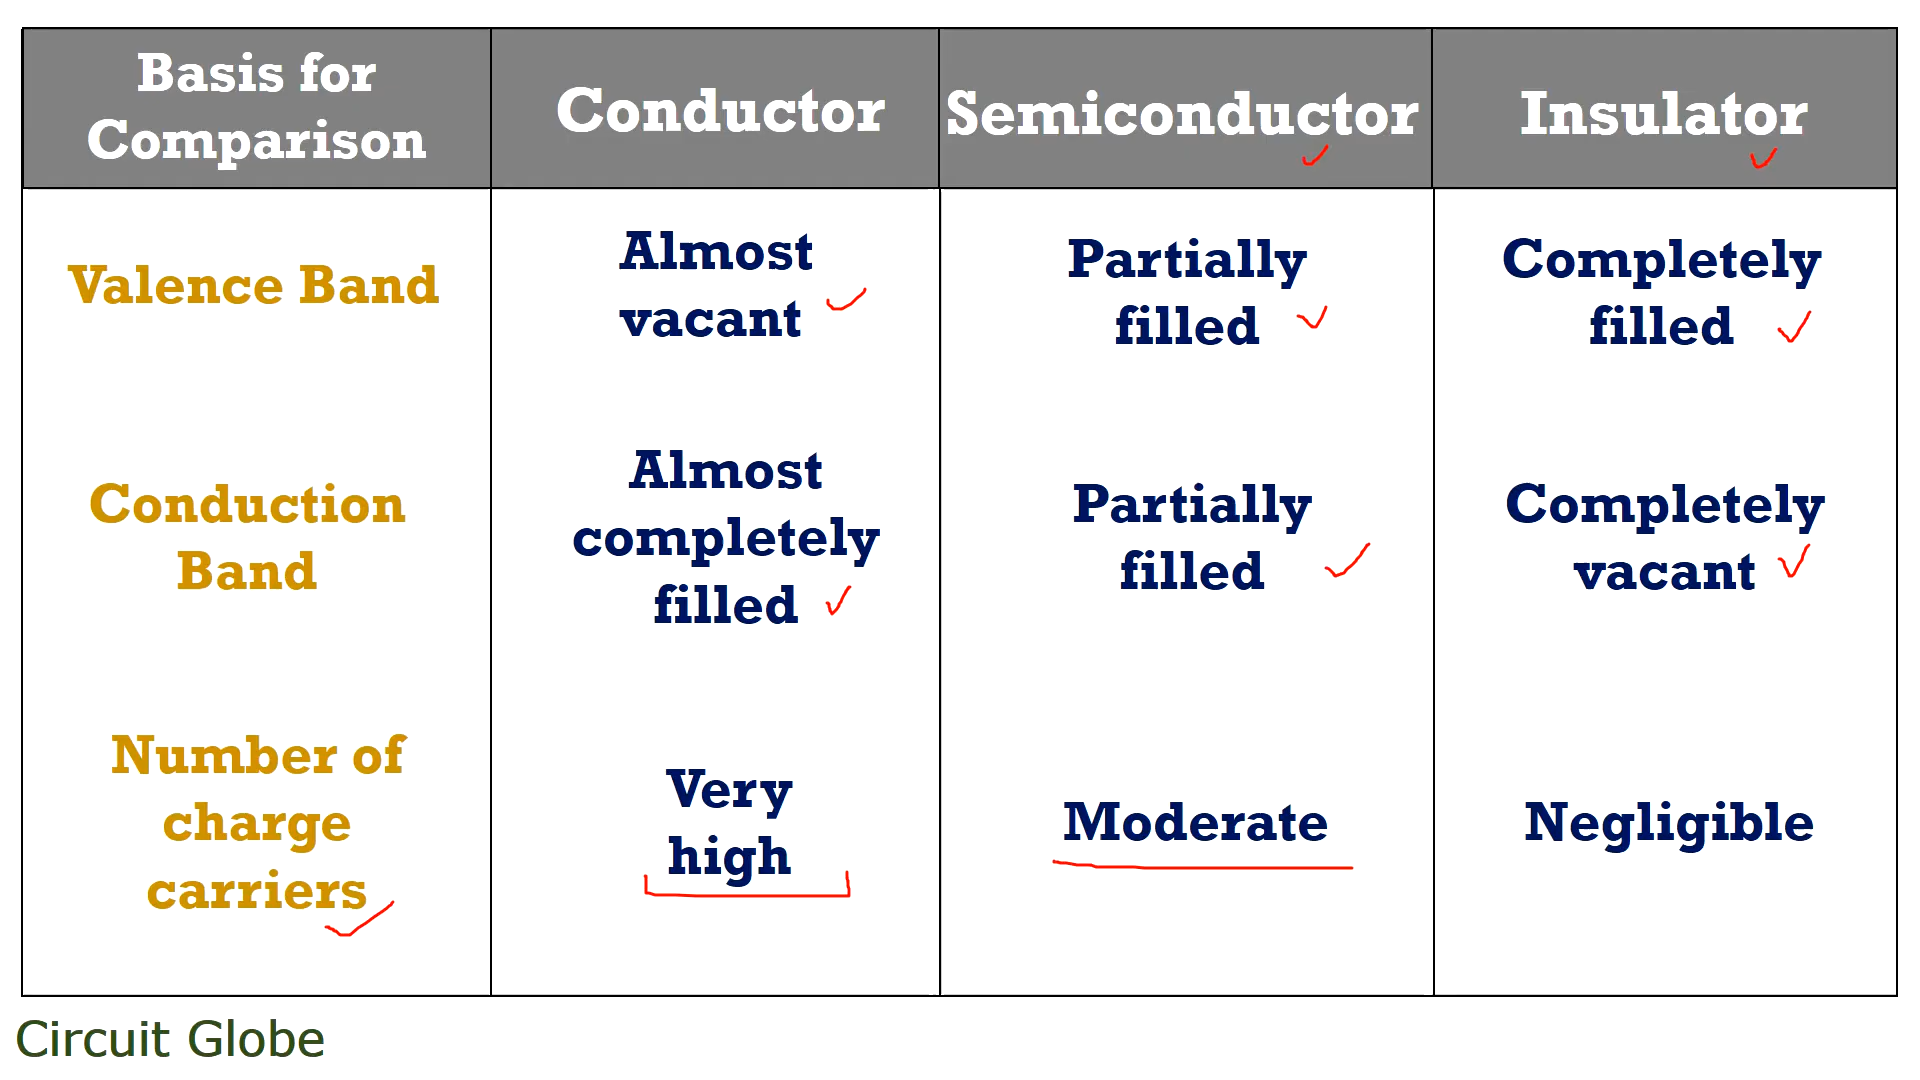 Basis for
Comparison
Conductor
Semiconductor
Insulator
Valence Band
Almost
vacant
Partially
filled
Completely
filled
Conduction
Band
Almost
completely
filled
Partially
filled
Completely
vacant
Number of
charge
carriers
Very
high
Moderate
Negligible
Circuit Globe